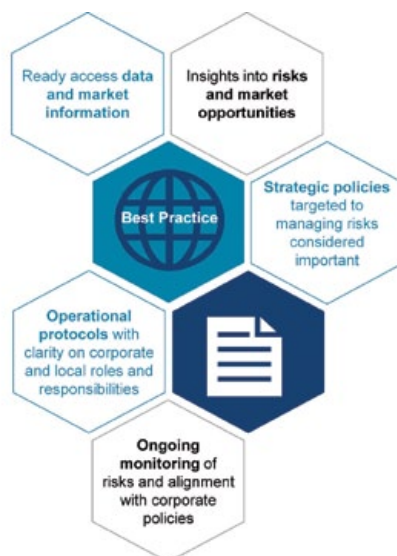 Ready access data
and market
information
Insights into risks
and market
opportunities
Best Practice
Strategic policies
targeted to
managing risks
considered
important
Operational
protocols with
clarity on corporate
and local roles and
responsibilities
Ongoing
monitoring of
risks and alignment
with corporate
policies